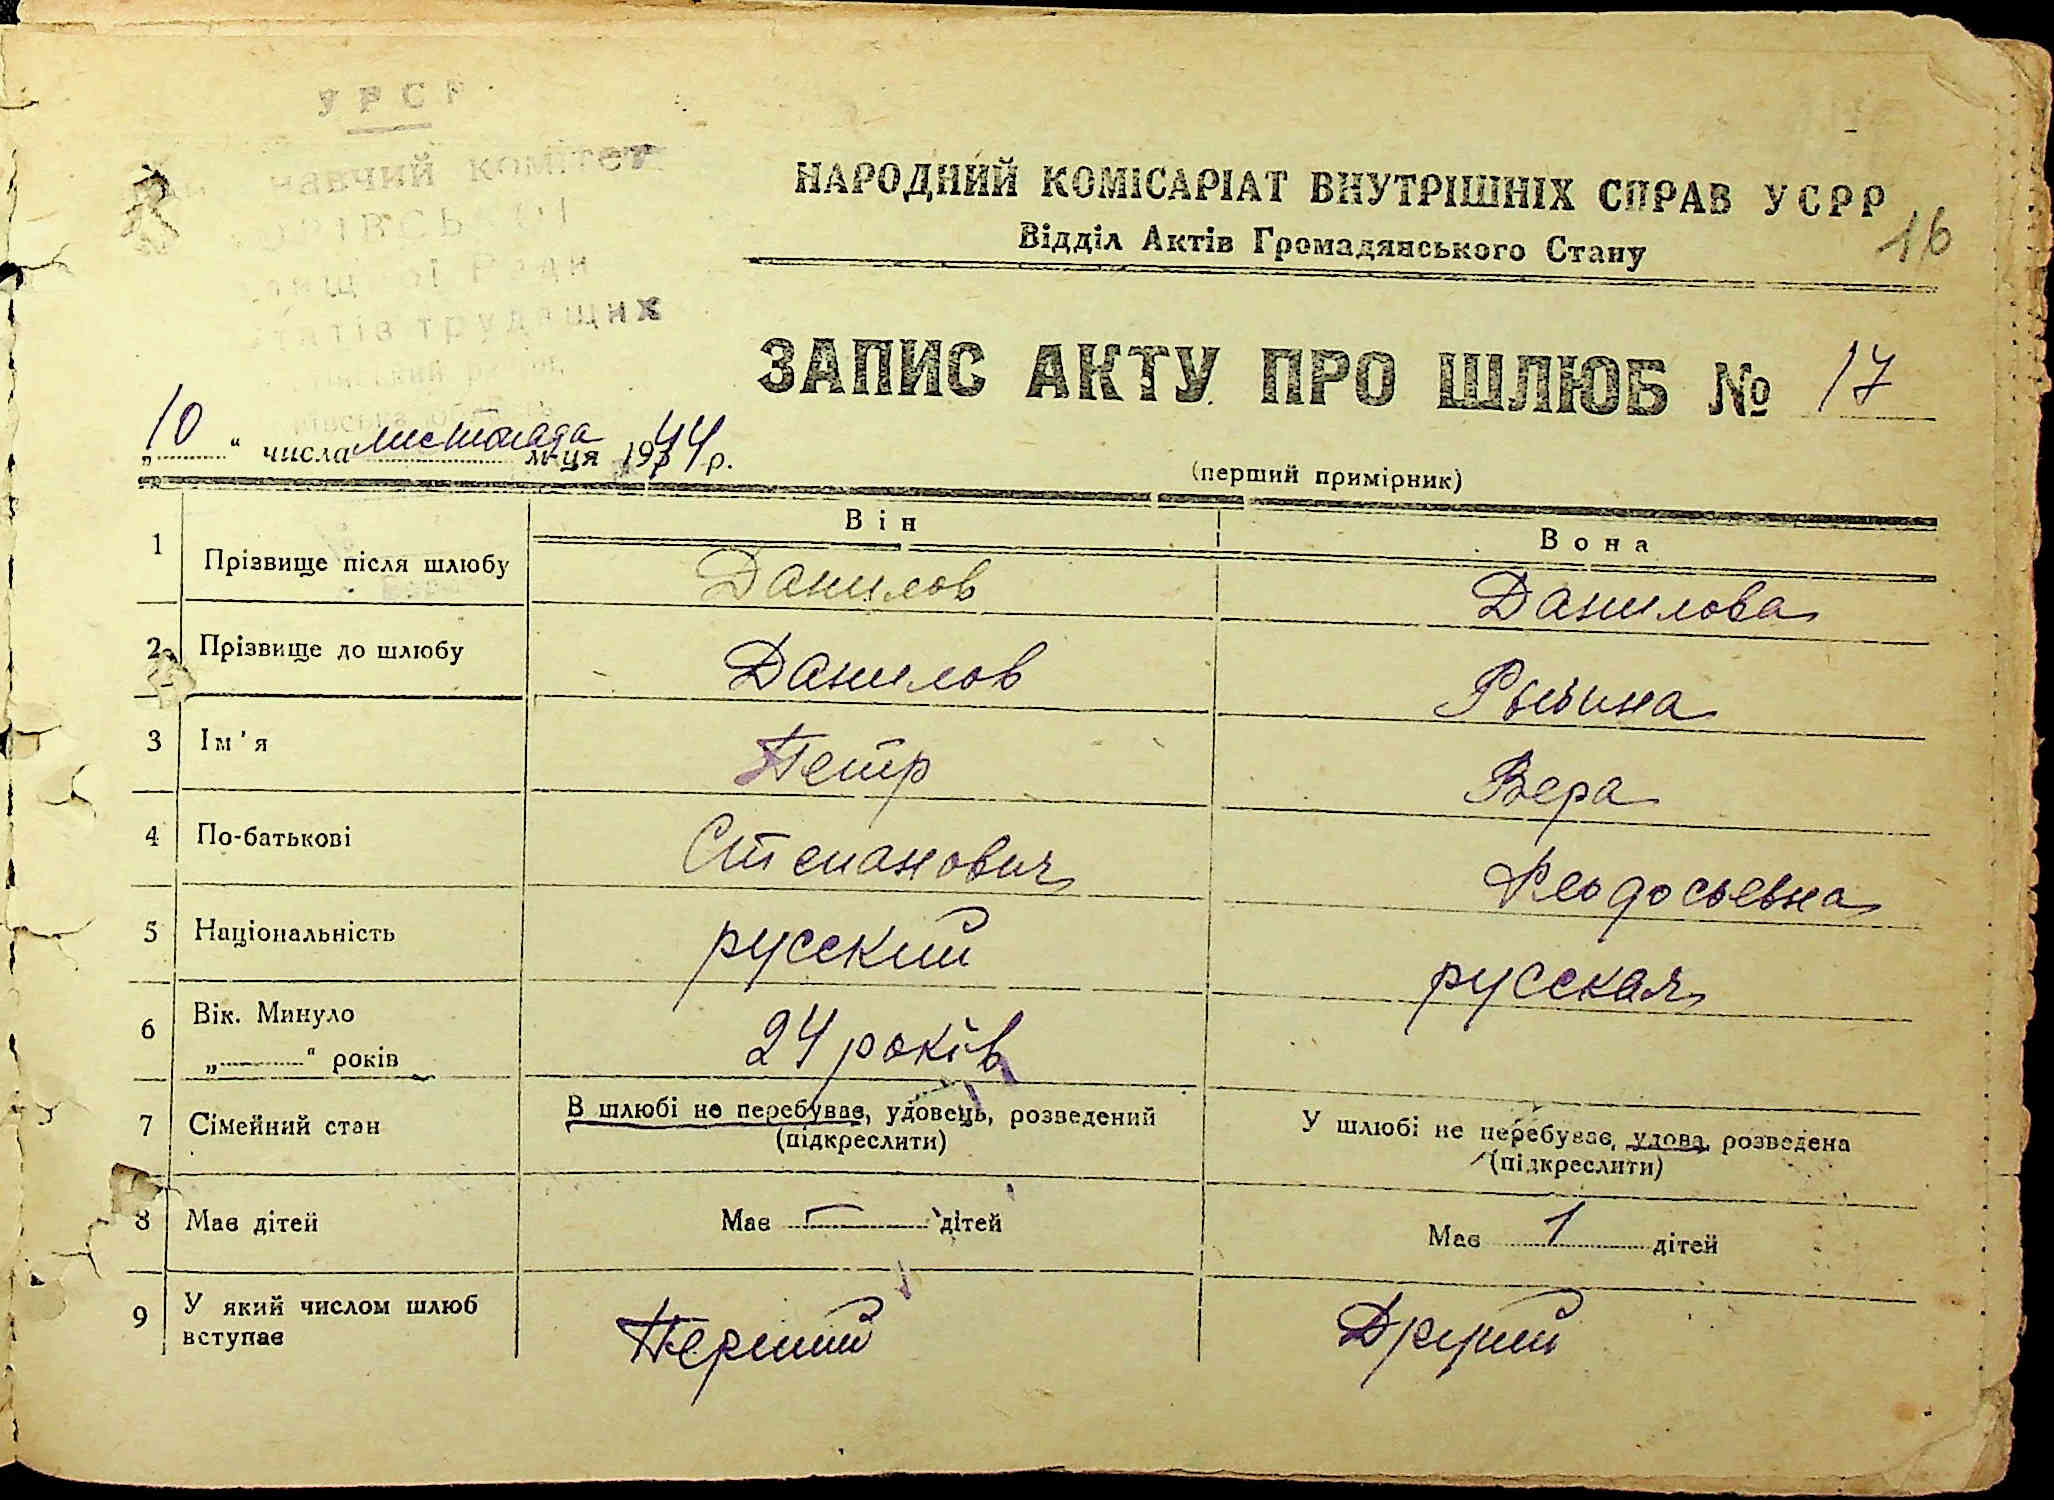 УРСР
комітет
Ради
трудящих
НАРОДНИЙ КОМІСАРІАТ ВНУТРІШНІХ СПРАВ УСРР
16
Відділ Актів Громадянського Стану
ЗАПИС АКТУ ПРО ШЛЮБ № 17
„10“ числа листопада м-ця 1944 р.
(перший примірник)
Він Вона
1 Прізвище після шлюбу Данилов Данилова
2 Прізвище до шлюбу Данилов
3 Ім'я Петр Вера
4 По-батькові Степанович Феодосьевна
5 Національність русский русская
6 Вік. Минуло 24 років
„ “ років
7 Сімейний стан В шлюбі не перебуває, удовець, розведений У шлюбі не перебуває, удова, розведена
(підкреслити) (підкреслити)
8 Має дітей Має — дітей Має 1 дітей
9 У який числом шлюб вступає Перший Другий